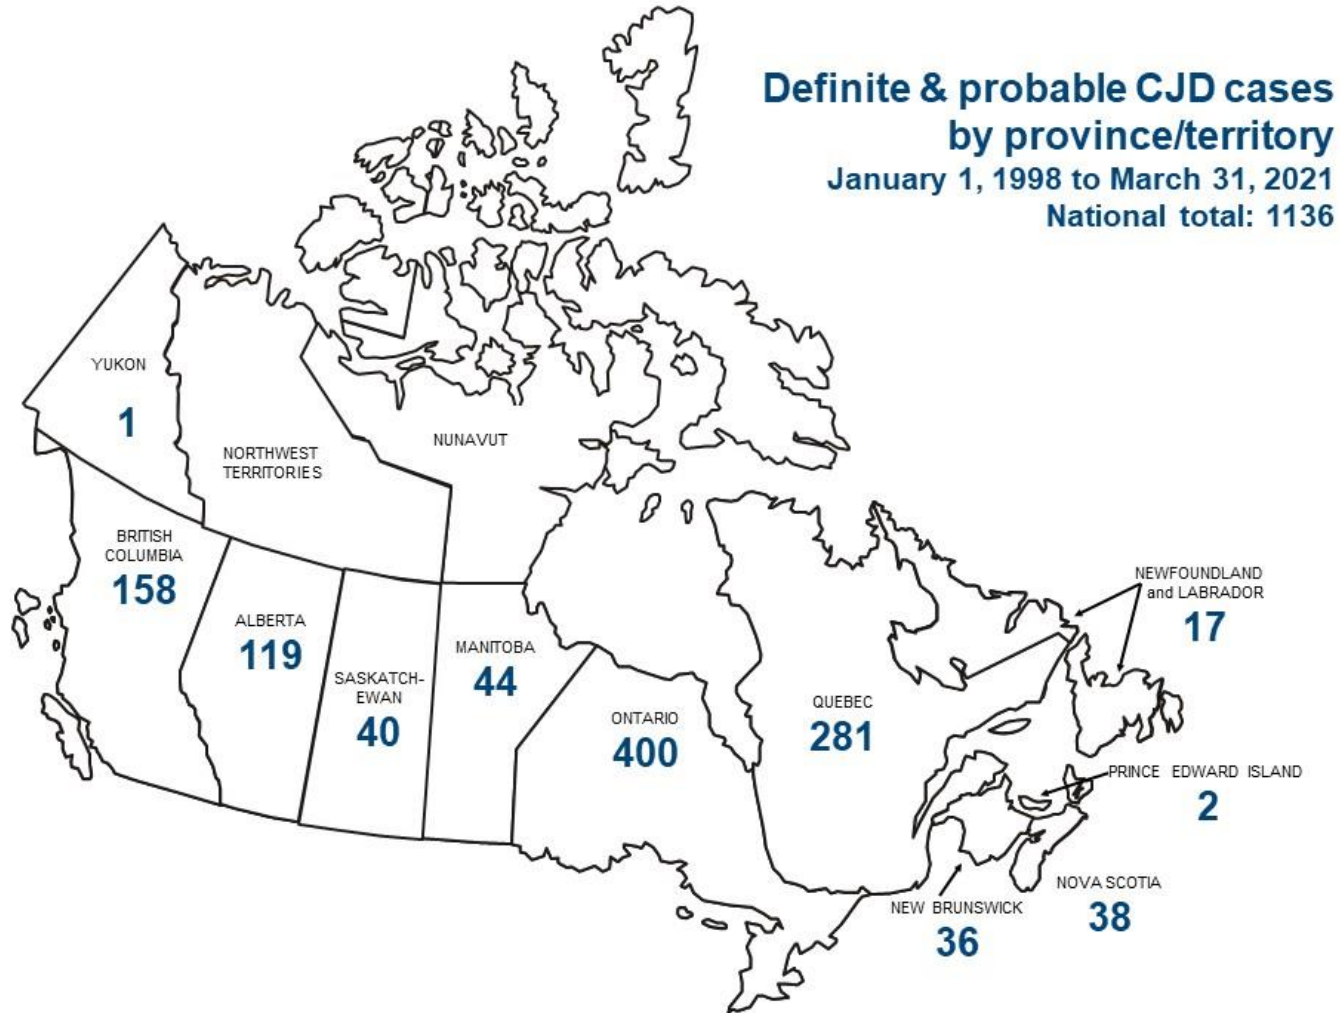 Definite & probable CJD cases
by province/territory
January 1, 1998 to March 31, 2021
National total: 1136
YUKON
1
NORTHWEST
TERRITORIES
NUNAVUT
BRITISH
COLUMBIA
158
ALBERTA
119
SASKATCH-
EWAN
40
MANITOBA
44
ONTARIO
400
QUEBEC
281
NEWFOUNDLAND
and LABRADOR
17
PRINCE EDWARD ISLAND
2
NOVA SCOTIA
38
NEW BRUNSWICK
36